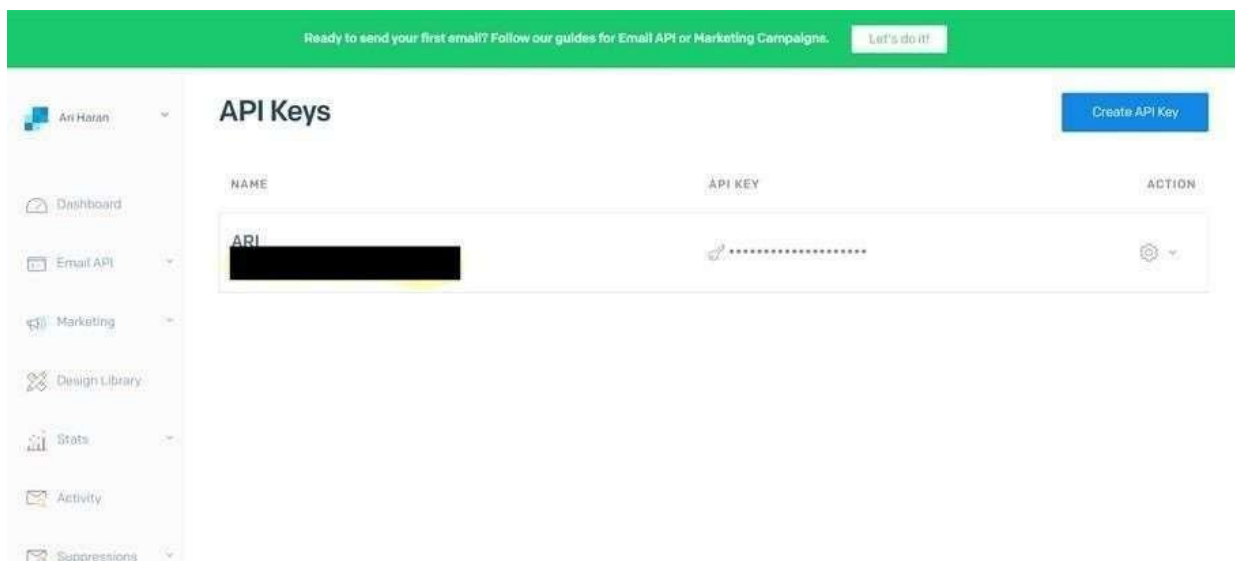 Ready to send your first email? Follow our guides for Email API or Marketing Campaigns.
Let's do it!
Ari Haran
API Keys
Create API Key
NAME API KEY ACTION
Dashboard
ARI
********************
Email API
Marketing
Design Library
Stats
Activity
Suppressions